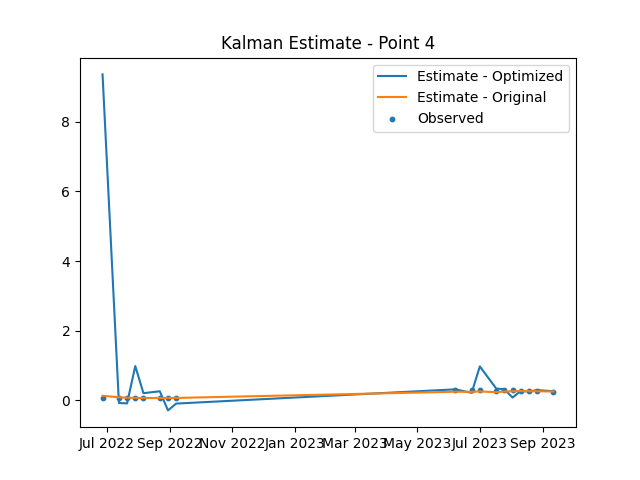 Kalman Estimate - Point 4
Estimate - Optimized
Estimate - Original
Observed
8
6
4
2
0
Jul 2022 Sep 2022 Nov 2022 Jan 2023 Mar 2023 May 2023 Jul 2023 Sep 2023